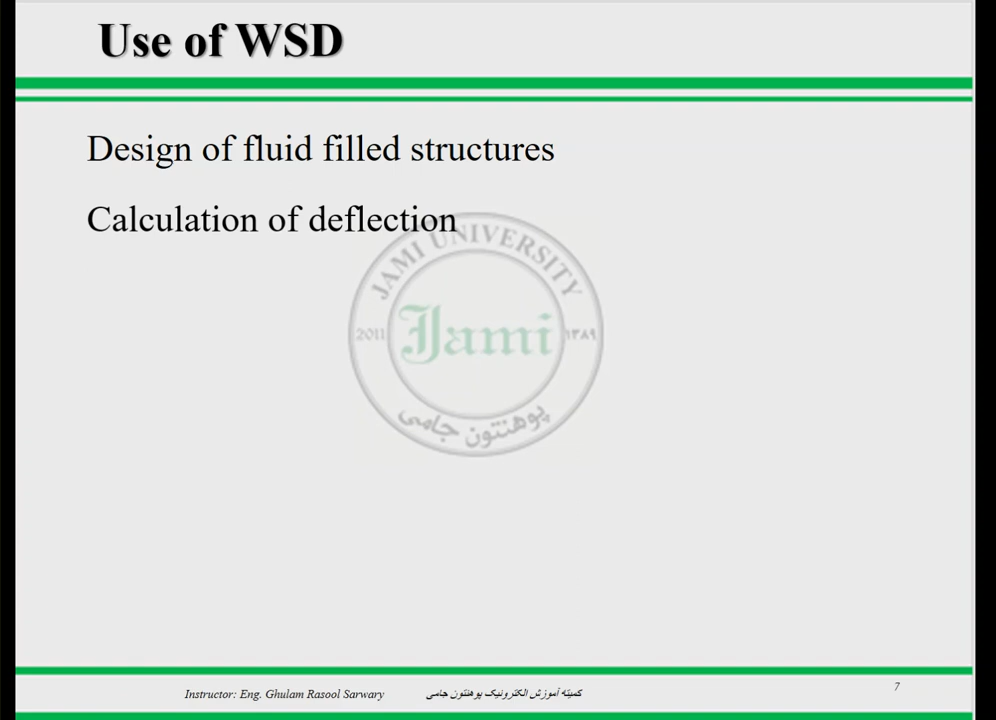 Use of WSD
Design of fluid filled structures
Calculation of deflection
JAMI UNIVERSITY
2011
Jami
۱۳۸۹
پوهنتون جامی
Instructor: Eng. Ghulam Rasool Sarwary
کمیته آموزش الکترونیک پوهنتون جامی
7